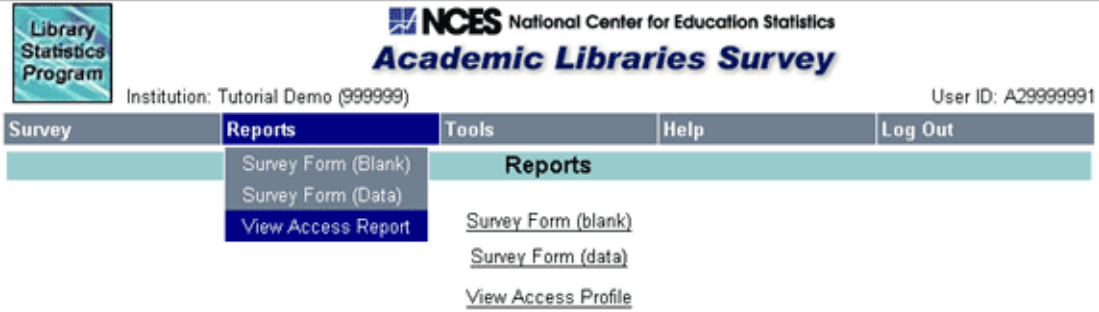 Library
Statistics
Program
NCES National Center for Education Statistics
Academic Libraries Survey
Institution: Tutorial Demo (999999)
User ID: A29999991
Survey Reports Tools Help Log Out
Reports
Survey Form (Blank)
Survey Form (Data)
View Access Report
Survey Form (blank)
Survey Form (data)
View Access Profile